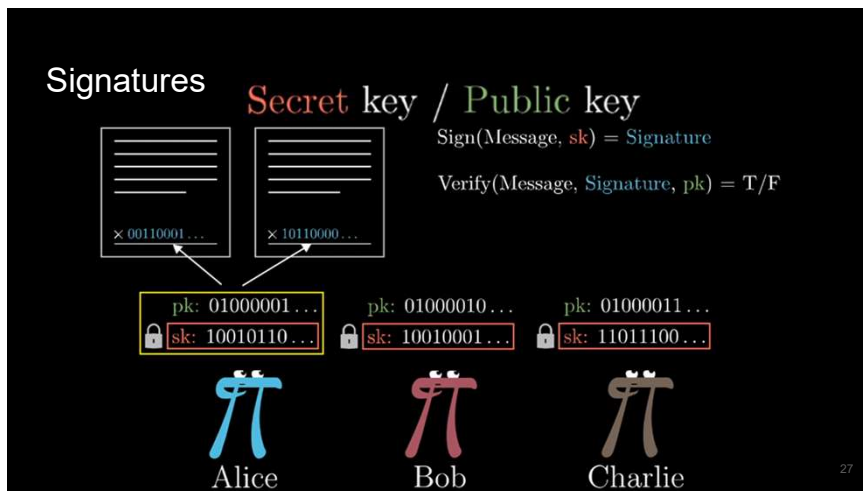 Signatures
Secret key / Public key
Sign(Message, sk) = Signature
Verify(Message, Signature, pk) = T/F
× 00110001...
× 10110000...
pk: 01000001...
sk: 10010110...
pk: 01000010...
sk: 10010001...
pk: 01000011...
sk: 11011100...
Alice
Bob
Charlie
27